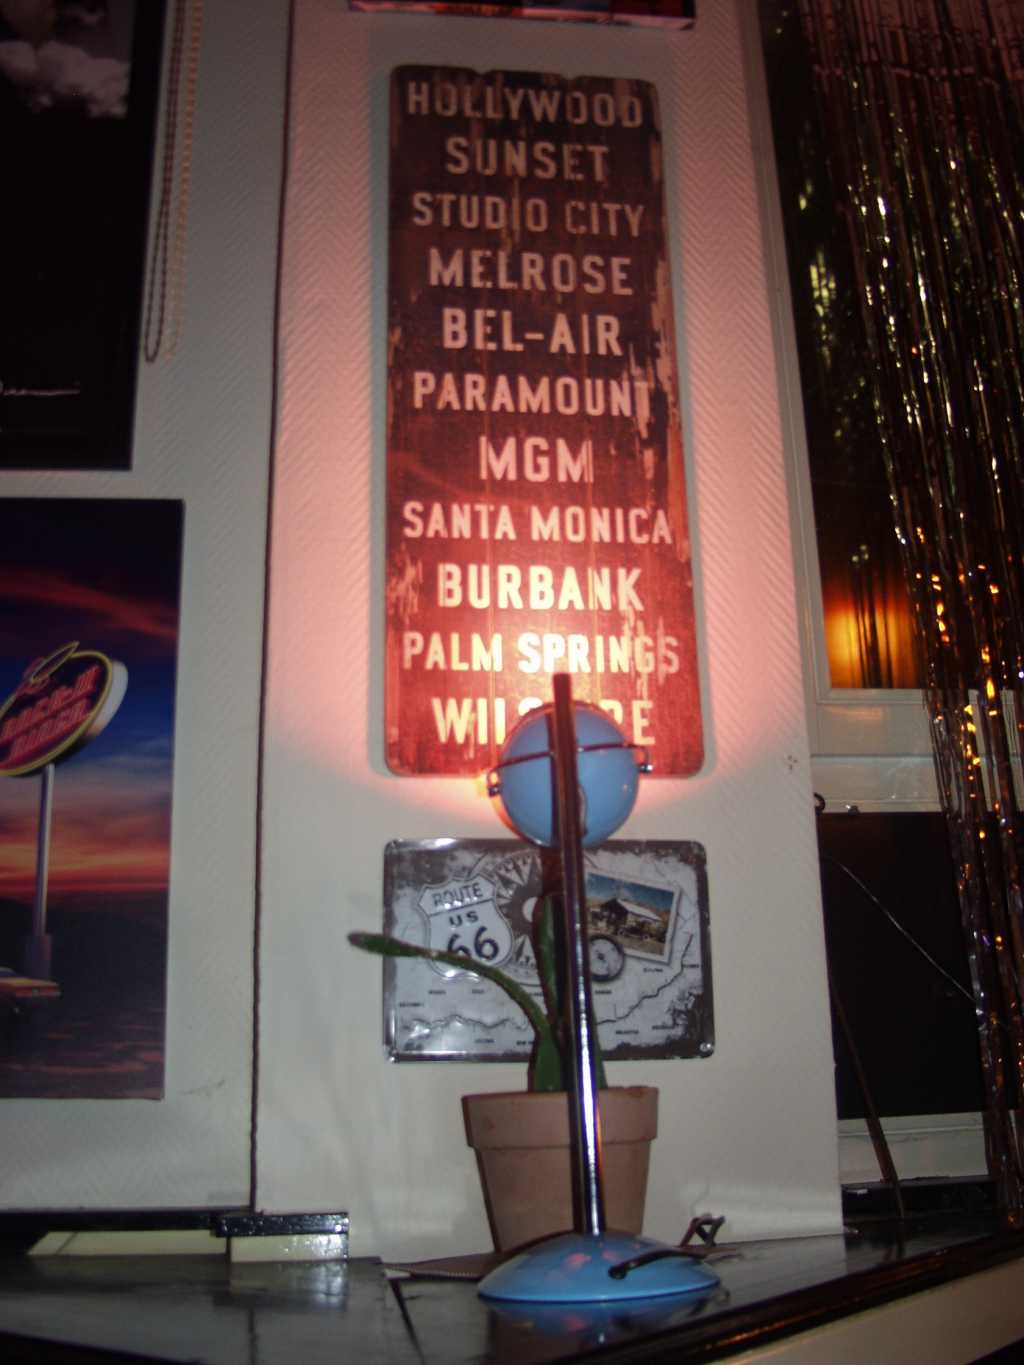 HOLLYWOOD
SUNSET
STUDIO CITY
MELROSE
BEL-AIR
PARAMOUNT
MGM
SANTA MONICA
BURBANK
PALM SPRINGS
ROUTE
US
66